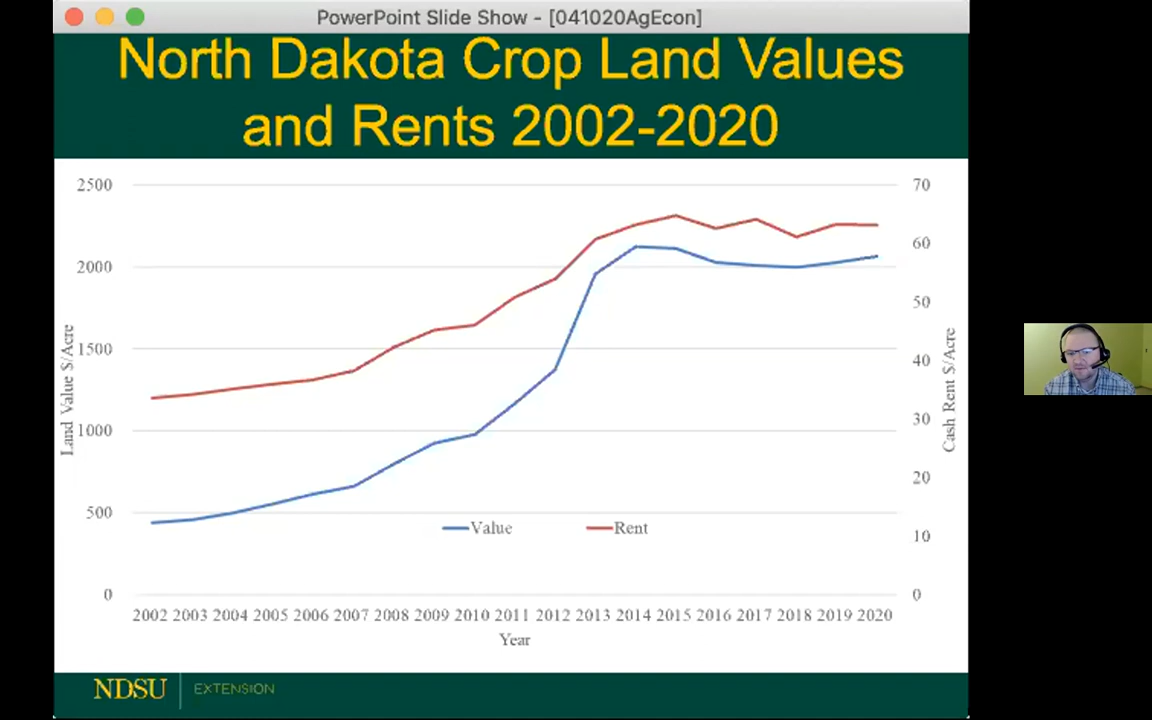 PowerPoint Slide Show - [041020AgEcon]
North Dakota Crop Land Values
and Rents 2002-2020
2500
2000
1500
1000
500
0
Land Value $/Acre
70
60
50
40
30
20
10
0
Cash Rent $/Acre
Value Rent
2002 2003 2004 2005 2006 2007 2008 2009 2010 2011 2012 2013 2014 2015 2016 2017 2018 2019 2020
Year
NDSU EXTENSION